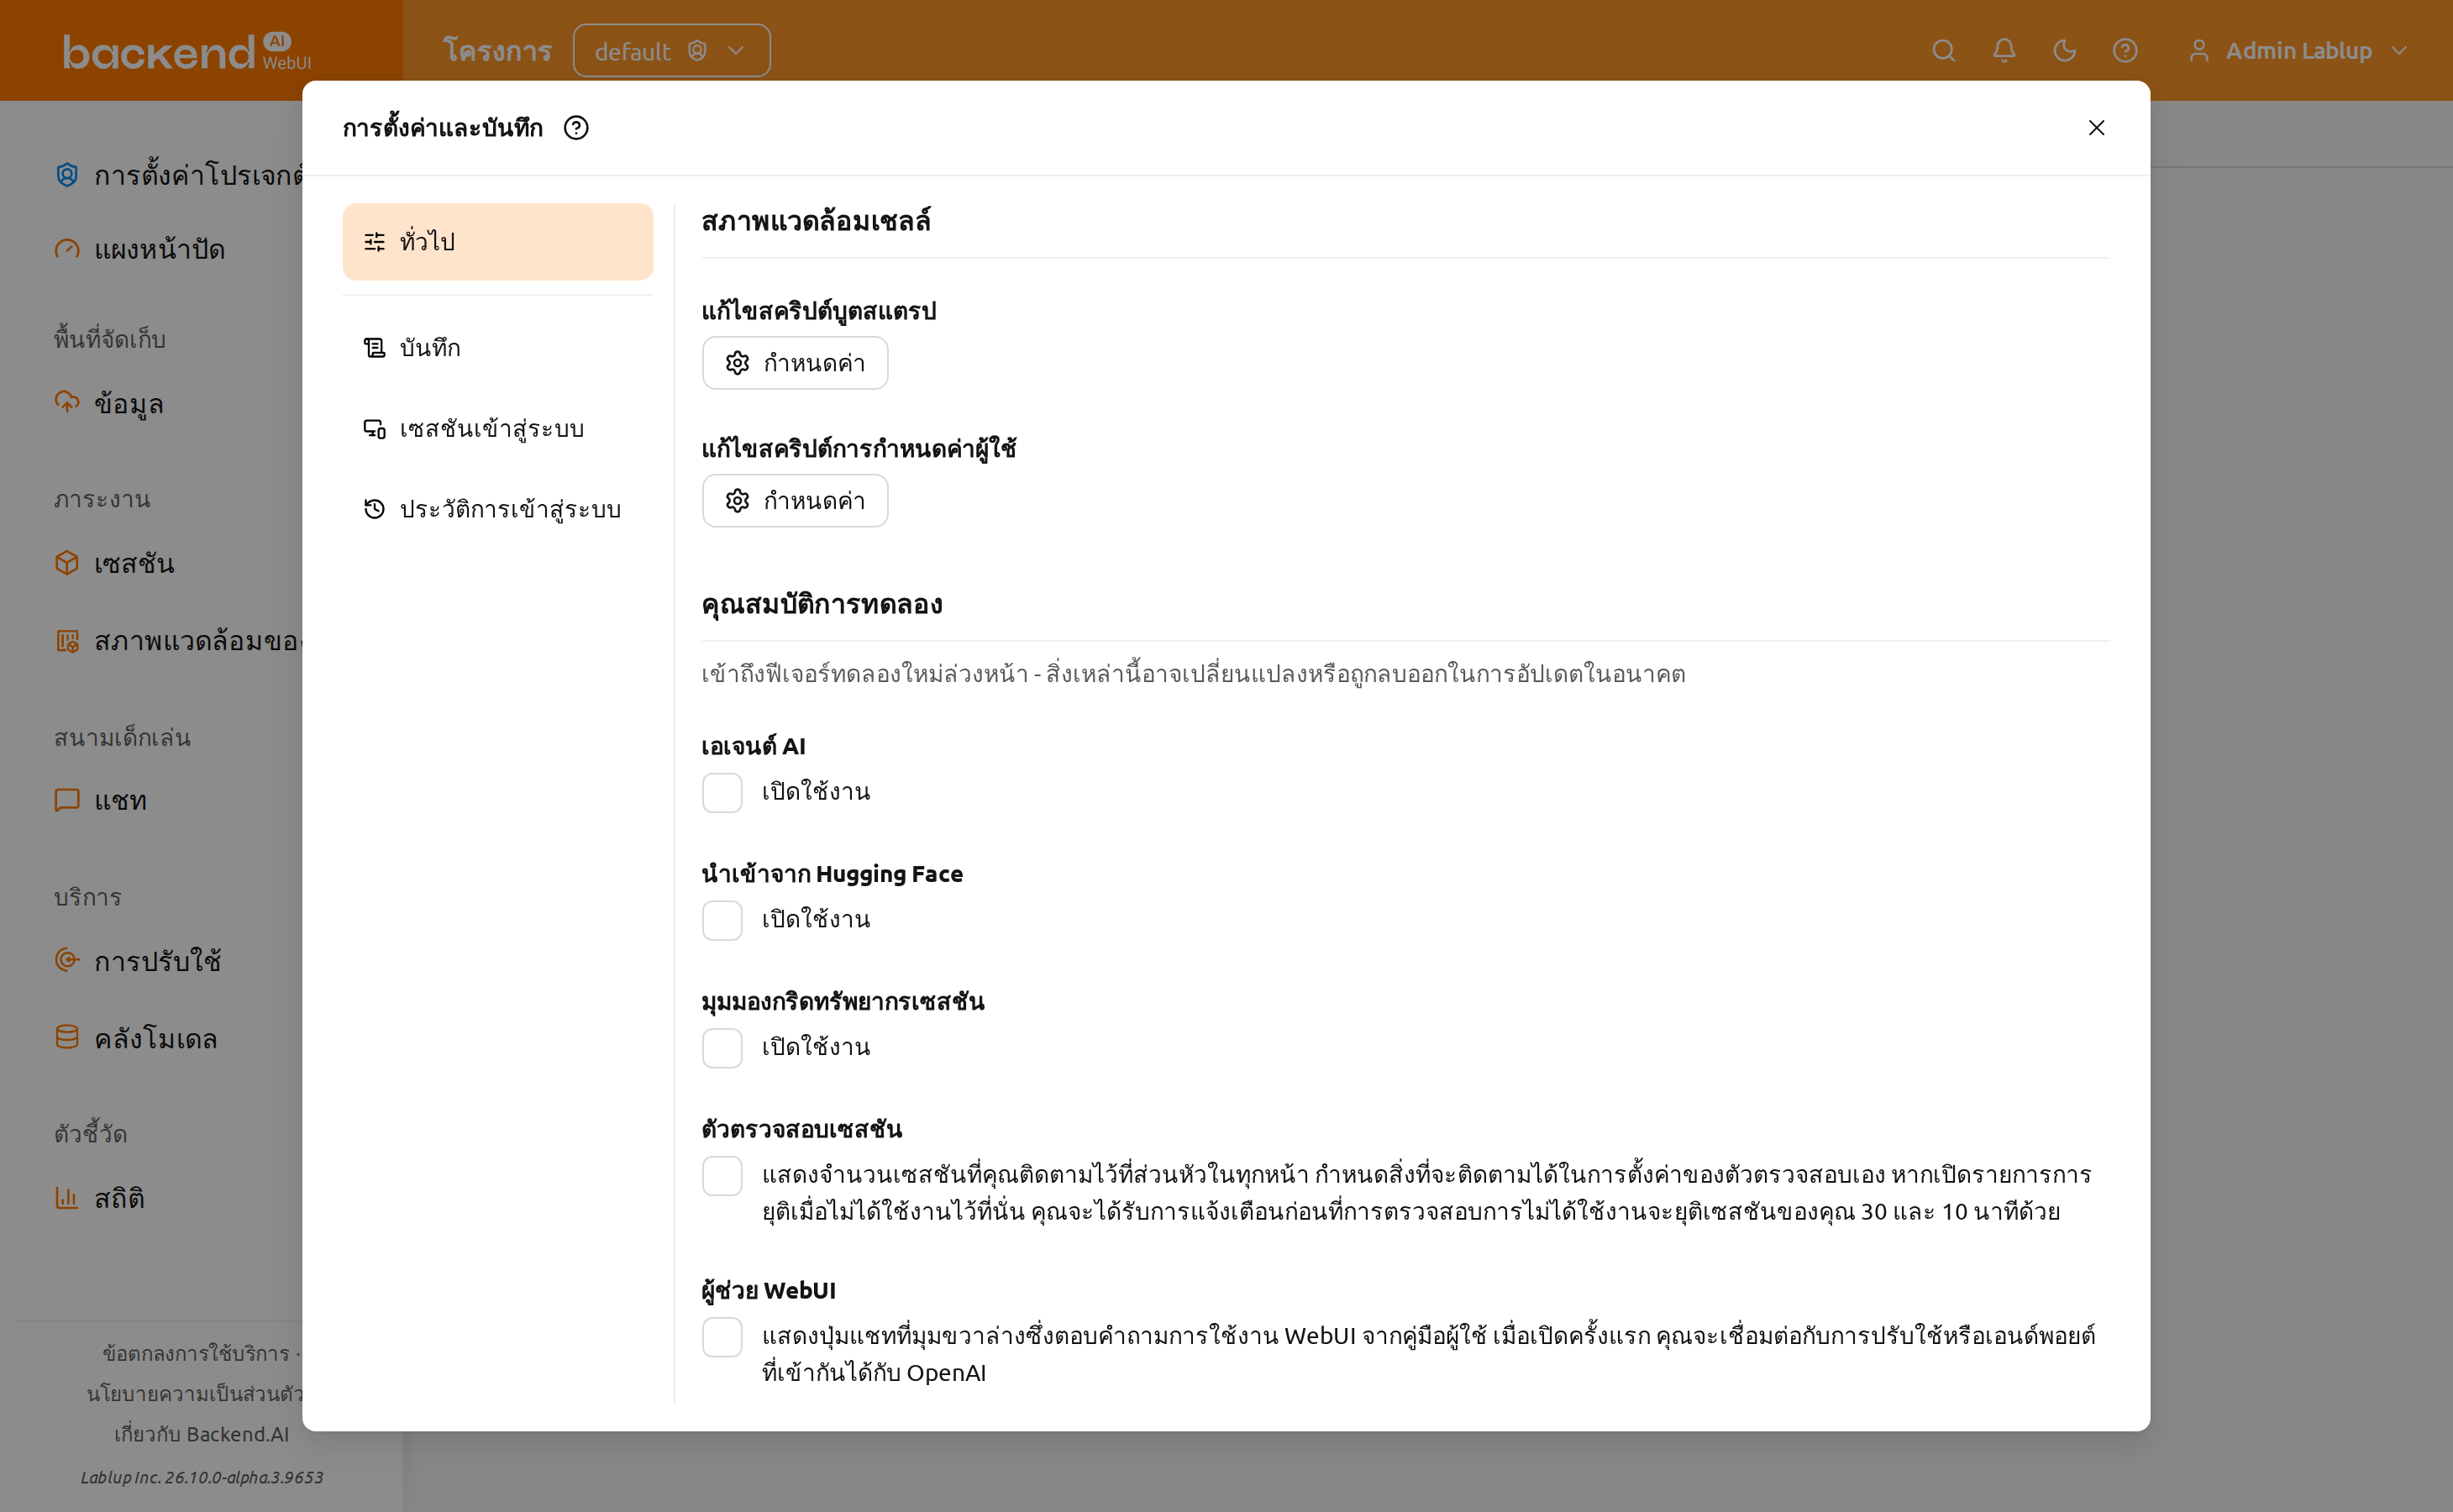 backend AI WebUI
โครงการ default
Admin Lablup
การตั้งค่าและบันทึก
การตั้งค่าโปรเจกต์
แผงหน้าปัด
พื้นที่จัดเก็บ
ข้อมูล
ภาระงาน
เซสชัน
สภาพแวดล้อมของ
สนามเด็กเล่น
แชท
บริการ
การปรับใช้
คลังโมเดล
ตัวชี้วัด
สถิติ
ข้อตกลงการใช้บริการ ·
นโยบายความเป็นส่วนตัว
เกี่ยวกับ Backend.AI
Lablup Inc. 26.10.0-alpha.3.9653
ทั่วไป
บันทึก
เซสชันเข้าสู่ระบบ
ประวัติการเข้าสู่ระบบ
สภาพแวดล้อมเชลล์
แก้ไขสคริปต์บูตสแตรป
กำหนดค่า
แก้ไขสคริปต์การกำหนดค่าผู้ใช้
กำหนดค่า
คุณสมบัติการทดลอง
เข้าถึงฟีเจอร์ทดลองใหม่ล่วงหน้า - สิ่งเหล่านี้อาจเปลี่ยนแปลงหรือถูกลบออกในการอัปเดตในอนาคต
เอเจนต์ AI
เปิดใช้งาน
นำเข้าจาก Hugging Face
เปิดใช้งาน
มุมมองกริดทรัพยากรเซสชัน
เปิดใช้งาน
ตัวตรวจสอบเซสชัน
แสดงจำนวนเซสชันที่คุณติดตามไว้ที่ส่วนหัวในทุกหน้า กำหนดสิ่งที่จะติดตามได้ในการตั้งค่าของตัวตรวจสอบเอง หากเปิดรายการการ
ยุติเมื่อไม่ได้ใช้งานไว้ที่นั่น คุณจะได้รับการแจ้งเตือนก่อนที่การตรวจสอบการไม่ได้ใช้งานจะยุติเซสชันของคุณ 30 และ 10 นาทีด้วย
ผู้ช่วย WebUI
แสดงปุ่มแชทที่มุมขวาล่างซึ่งตอบคำถามการใช้งาน WebUI จากคู่มือผู้ใช้ เมื่อเปิดครั้งแรก คุณจะเชื่อมต่อกับการปรับใช้หรือเอนด์พอยต์
ที่เข้ากันได้กับ OpenAI